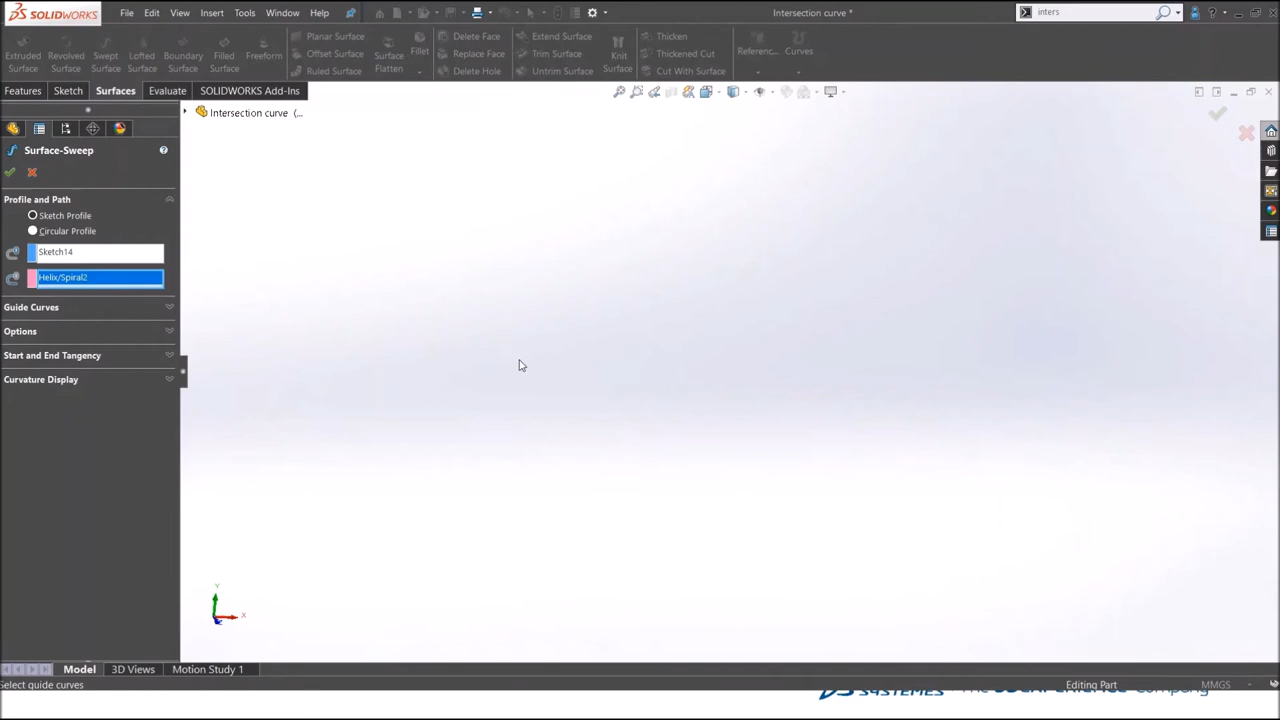 SOLIDWORKS File Edit View Insert Tools Window Help Intersection curve * inters
Extruded Surface
Revolved Surface
Swept Surface
Lofted Surface
Boundary Surface
Filled Surface
Freeform
Planar Surface
Offset Surface
Ruled Surface
Surface Flatten
Fillet
Delete Face
Replace Face
Delete Hole
Extend Surface
Trim Surface
Untrim Surface
Knit Surface
Thicken
Thickened Cut
Cut With Surface
Referenc...
Curves
Features Sketch Surfaces Evaluate SOLIDWORKS Add-Ins
Intersection curve (...
Surface-Sweep
Profile and Path
Sketch Profile
Circular Profile
Sketch14
Helix/Spiral2
Guide Curves
Options
Start and End Tangency
Curvature Display
Y
X
Model 3D Views Motion Study 1
Select guide curves Editing Part MMGS